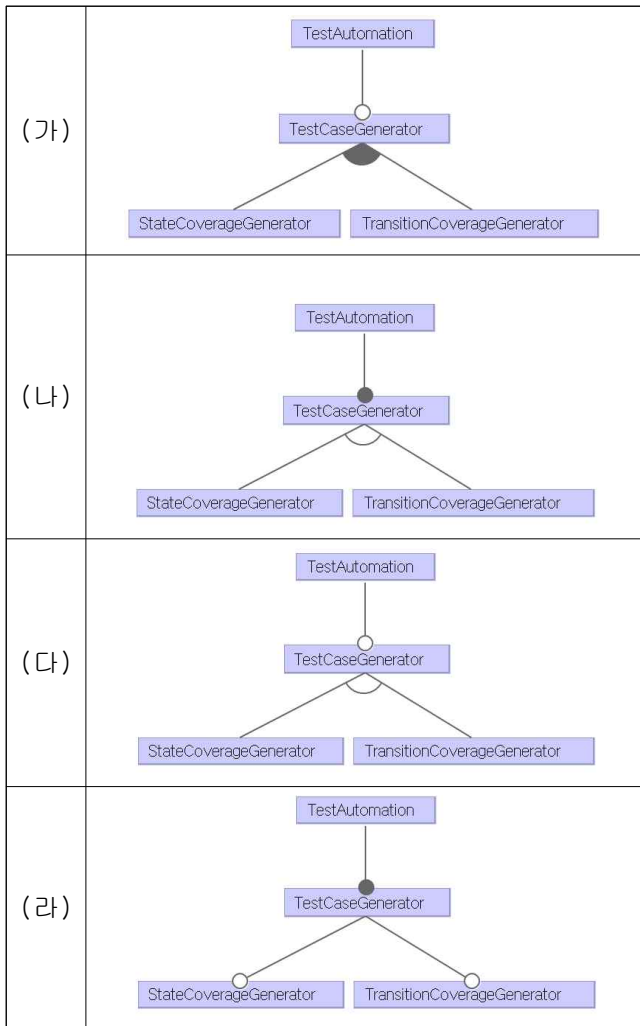 (가)
TestAutomation
TestCaseGenerator
StateCoverageGenerator TransitionCoverageGenerator
(나)
TestAutomation
TestCaseGenerator
StateCoverageGenerator TransitionCoverageGenerator
(다)
TestAutomation
TestCaseGenerator
StateCoverageGenerator TransitionCoverageGenerator
(라)
TestAutomation
TestCaseGenerator
StateCoverageGenerator TransitionCoverageGenerator